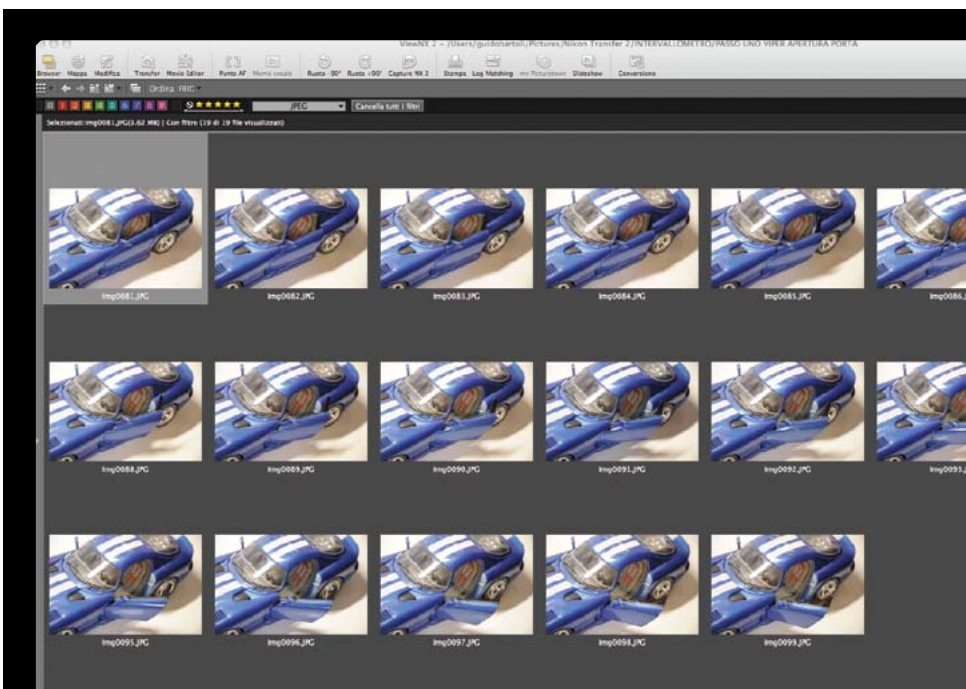 ViewNX 2 - /Users/guidobartoli/Pictures/Nikon Transfer 2/INTERVALLOMETRO/PASSO UNO VIPER APERTURA PORTA
Browser Mappa Modifica Transfer Movie Editor Punto AF Memo vocale Ruota -90° Ruota +90° Capture NX 2 Stampa Log Matching my Picturetown Slideshow Conversione
Ordina
JPEG Cancella tutti i filtri
Selezionati:Img0081.JPG(3.62 MB) | Con filtro (19 di 19 file visualizzati)
Img0081.JPG Img0082.JPG Img0083.JPG Img0084.JPG Img0085.JPG Img0086.J
Img0088.JPG Img0089.JPG Img0090.JPG Img0091.JPG Img0092.JPG Img0093.J
Img0095.JPG Img0096.JPG Img0097.JPG Img0098.JPG Img0099.JPG